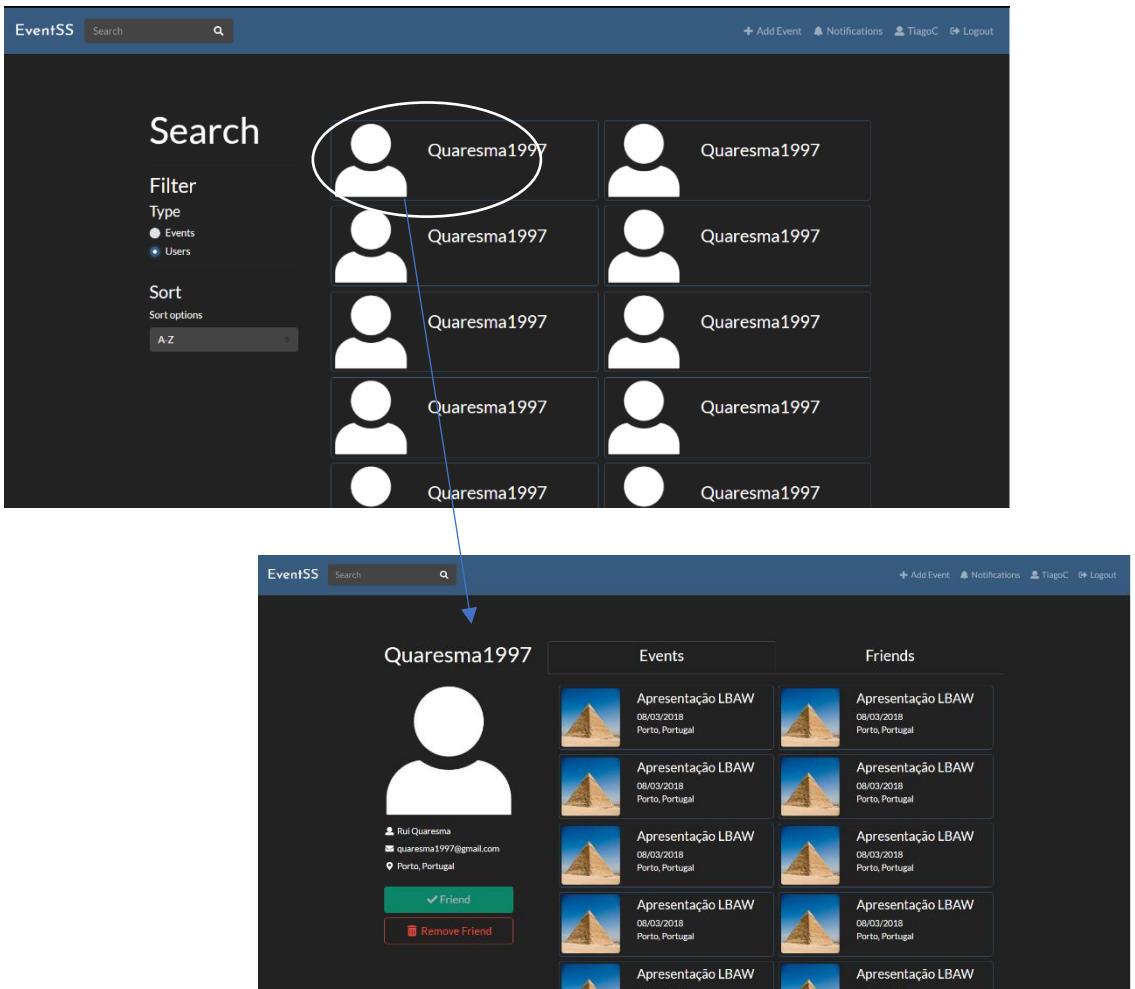 EventSS Search Add Event Notifications TiagoC Logout
Search
Filter
Type
Events
Users
Sort
Sort options
A-Z
Quaresma1997 Quaresma1997
Quaresma1997 Quaresma1997
Quaresma1997 Quaresma1997
Quaresma1997 Quaresma1997
Quaresma1997 Quaresma1997
EventSS Search Add Event Notifications TiagoC Logout
Quaresma1997
Rui Quaresma
quaresma1997@gmail.com
Porto, Portugal
Friend
Remove Friend
Events Friends
Apresentação LBAW Apresentação LBAW
08/03/2018 08/03/2018
Porto, Portugal Porto, Portugal
Apresentação LBAW Apresentação LBAW
08/03/2018 08/03/2018
Porto, Portugal Porto, Portugal
Apresentação LBAW Apresentação LBAW
08/03/2018 08/03/2018
Porto, Portugal Porto, Portugal
Apresentação LBAW Apresentação LBAW
08/03/2018 08/03/2018
Porto, Portugal Porto, Portugal
Apresentação LBAW Apresentação LBAW